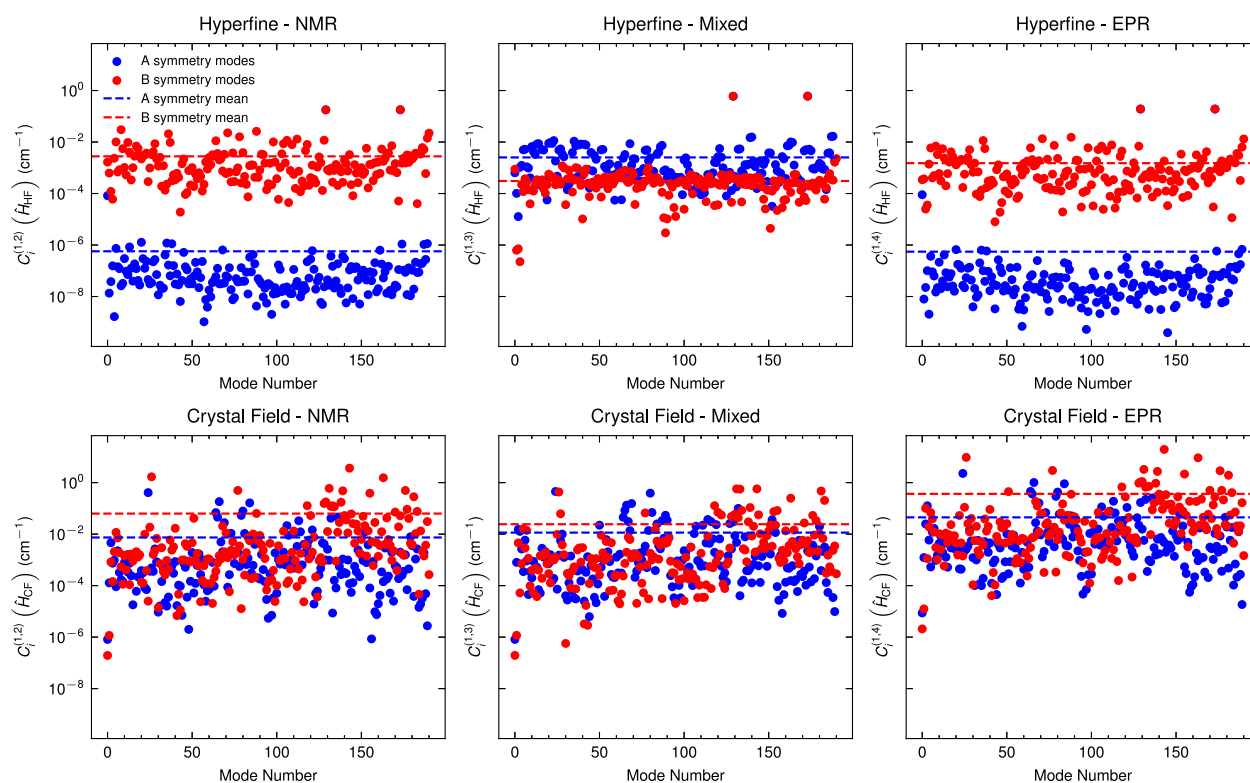 Hyperfine - NMR
Hyperfine - Mixed
Hyperfine - EPR
A symmetry modes
B symmetry modes
A symmetry mean
B symmetry mean
10⁰
10⁻²
10⁻⁴
10⁻⁶
10⁻⁸
C_i^(1,2) (Ĥ_HF) (cm⁻¹)
C_i^(1,3) (Ĥ_HF) (cm⁻¹)
C_i^(1,4) (Ĥ_HF) (cm⁻¹)
0 50 100 150
0 50 100 150
0 50 100 150
Mode Number
Mode Number
Mode Number
Crystal Field - NMR
Crystal Field - Mixed
Crystal Field - EPR
10⁰
10⁻²
10⁻⁴
10⁻⁶
10⁻⁸
C_i^(1,2) (Ĥ_CF) (cm⁻¹)
C_i^(1,3) (Ĥ_CF) (cm⁻¹)
C_i^(1,4) (Ĥ_CF) (cm⁻¹)
0 50 100 150
0 50 100 150
0 50 100 150
Mode Number
Mode Number
Mode Number